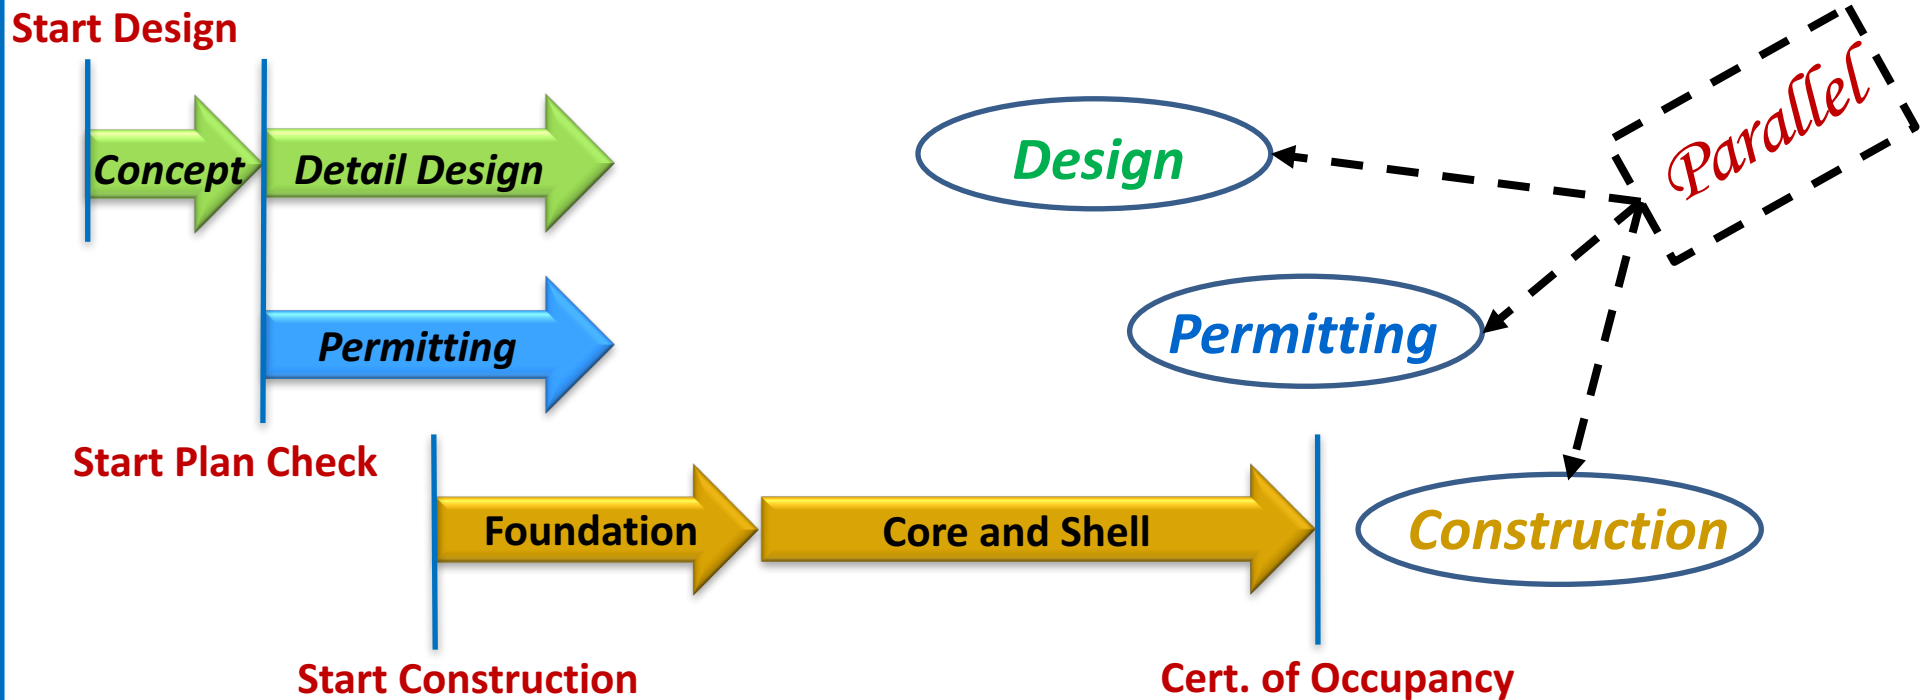 Start Design
Concept
Detail Design
Design
Parallel
Permitting
Permitting
Start Plan Check
Foundation
Core and Shell
Construction
Start Construction
Cert. of Occupancy